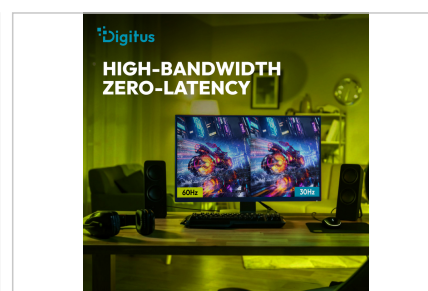 Digitus
HIGH-BANDWIDTH
ZERO-LATENCY
60Hz
30Hz